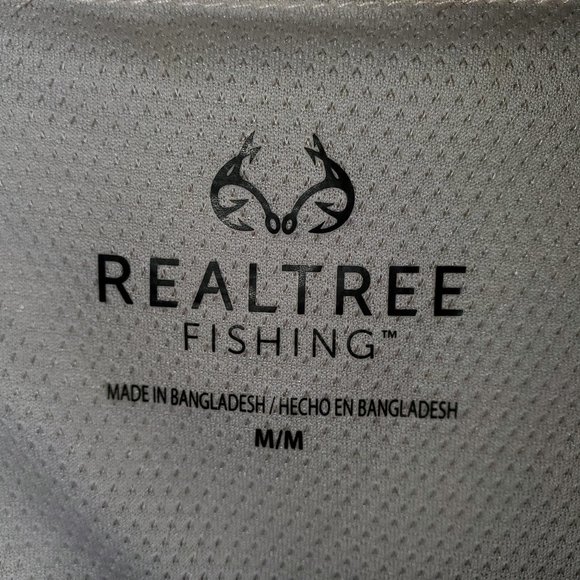 REALTREE
FISHING™
MADE IN BANGLADESH / HECHO EN BANGLADESH
M/M